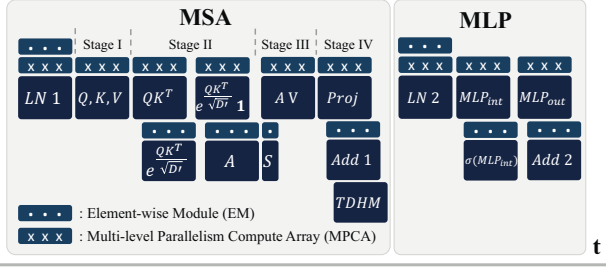 MSA
MLP
Stage I
Stage II
Stage III
Stage IV
• • •
• • •
x x x
x x x
x x x
x x x
x x x
x x x
x x x
x x x
x x x
LN 1
Q, K, V
QK^T
e^{QK^T/√D′} 1
A V
Proj
LN 2
MLP_int
MLP_out
• • •
• • •
•
• • •
• • •
• • •
e^{QK^T/√D′}
A
S
Add 1
σ(MLP_int)
Add 2
TDHM
• • • : Element-wise Module (EM)
x x x : Multi-level Parallelism Compute Array (MPCA)
t